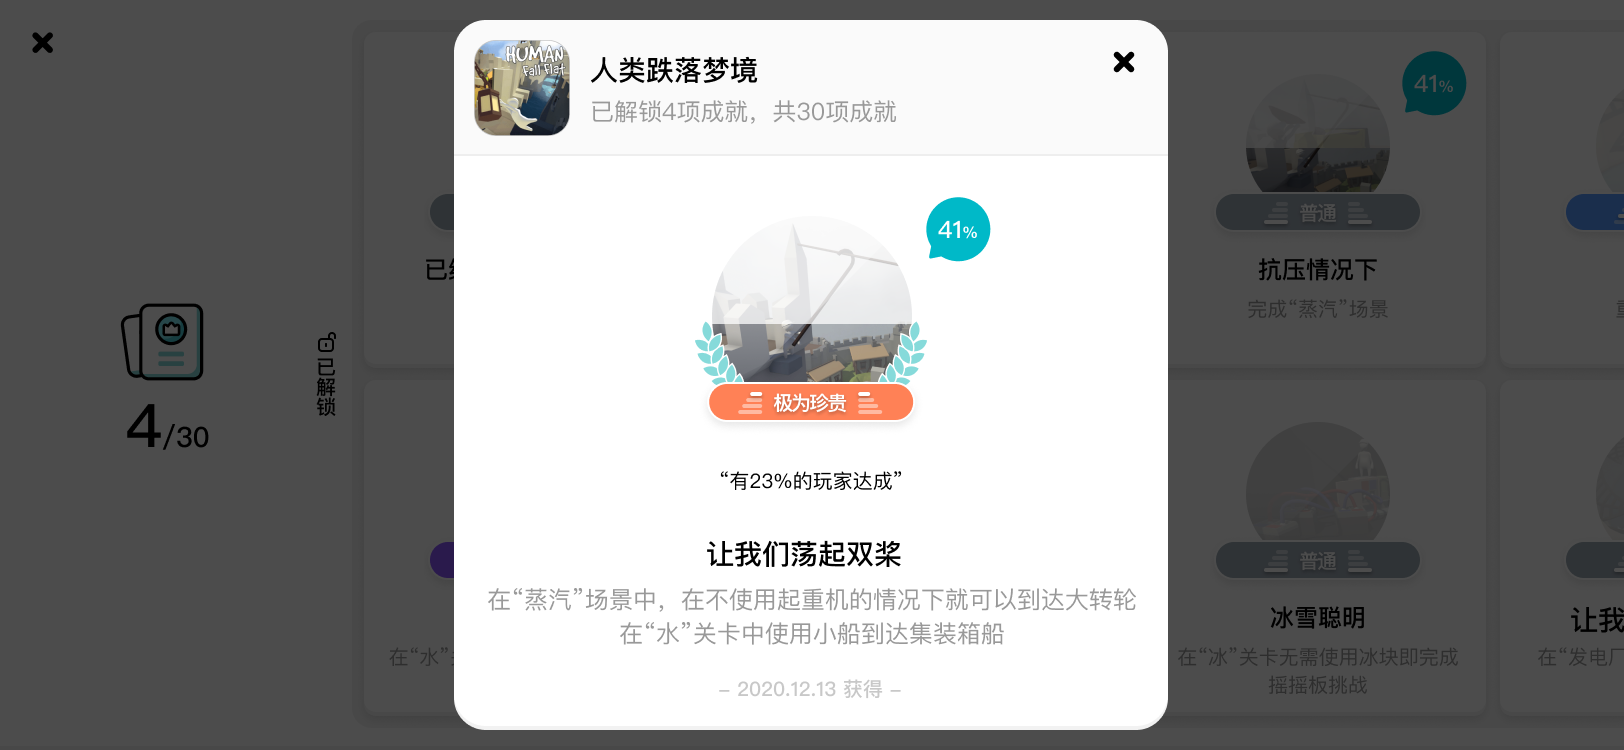 HUMAN
Fall Flat
人类跌落梦境
已解锁4项成就，共30项成就
41%
极为珍贵
“有23%的玩家达成”
让我们荡起双桨
在“蒸汽”场景中，在不使用起重机的情况下就可以到达大转轮
在“水”关卡中使用小船到达集装箱船
– 2020.12.13 获得 –
4/30
已解锁
在“水”
41%
普通
抗压情况下
完成“蒸汽”场景
普通
冰雪聪明
在“冰”关卡无需使用冰块即完成
摇摇板挑战
让我
在“发电厂